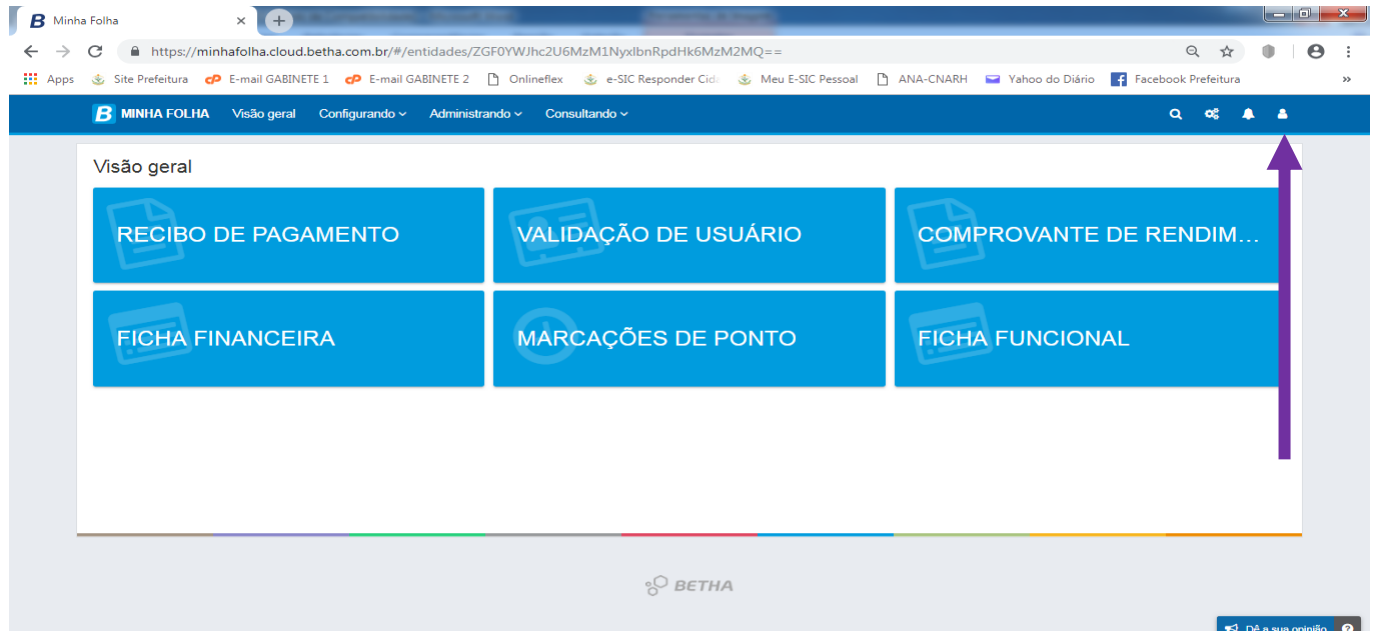 B Minha Folha
https://minhafolha.cloud.betha.com.br/#/entidades/ZGF0YWJhc2U6MzM1NyxlbnRpdHk6MzM2MQ==
Apps Site Prefeitura E-mail GABINETE 1 E-mail GABINETE 2 Onlineflex e-SIC Responder Cid Meu E-SIC Pessoal ANA-CNARH Yahoo do Diário Facebook Prefeitura »
B MINHA FOLHA Visão geral Configurando Administrando Consultando
Visão geral
RECIBO DE PAGAMENTO VALIDAÇÃO DE USUÁRIO COMPROVANTE DE RENDIM...
FICHA FINANCEIRA MARCAÇÕES DE PONTO FICHA FUNCIONAL
BETHA
Dê a sua opinião ?